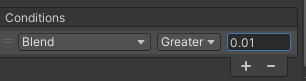 Conditions
Blend Greater 0.01
+ −